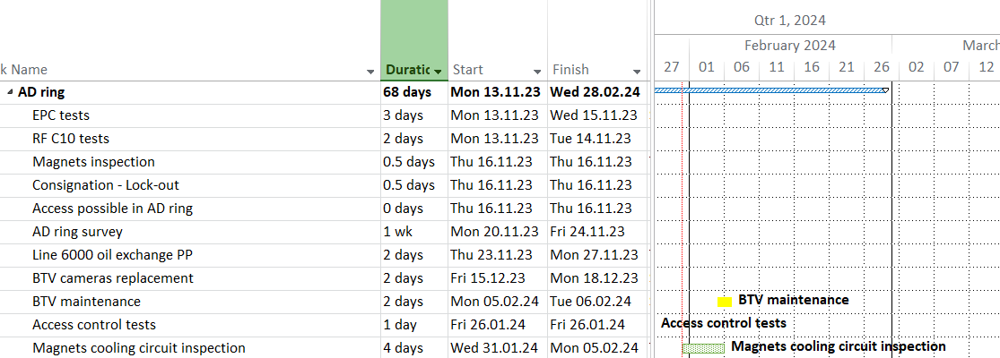 Qtr 1, 2024
February 2024 March
k Name Duratic Start Finish 27 01 06 11 16 21 26 02 07 12
AD ring 68 days Mon 13.11.23 Wed 28.02.24
EPC tests 3 days Mon 13.11.23 Wed 15.11.23
RF C10 tests 2 days Mon 13.11.23 Tue 14.11.23
Magnets inspection 0.5 days Thu 16.11.23 Thu 16.11.23
Consignation - Lock-out 0.5 days Thu 16.11.23 Thu 16.11.23
Access possible in AD ring 0 days Thu 16.11.23 Thu 16.11.23
AD ring survey 1 wk Mon 20.11.23 Fri 24.11.23
Line 6000 oil exchange PP 2 days Thu 23.11.23 Mon 27.11.23
BTV cameras replacement 2 days Fri 15.12.23 Mon 18.12.23
BTV maintenance 2 days Mon 05.02.24 Tue 06.02.24 BTV maintenance
Access control tests 1 day Fri 26.01.24 Fri 26.01.24 Access control tests
Magnets cooling circuit inspection 4 days Wed 31.01.24 Mon 05.02.24 Magnets cooling circuit inspection